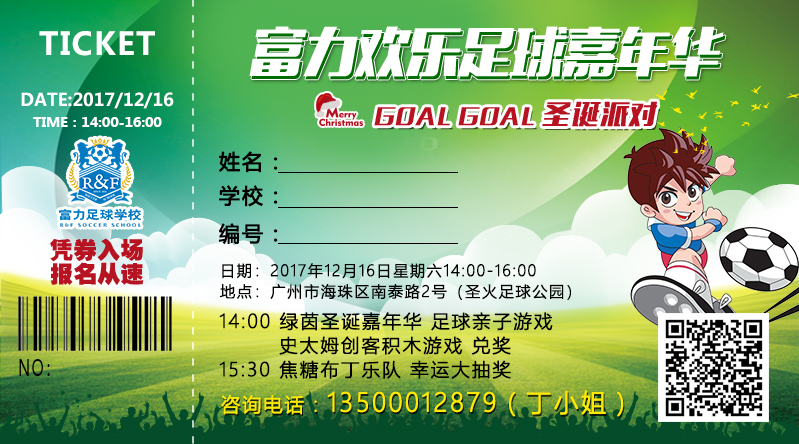 TICKET
DATE:2017/12/16
TIME：14:00-16:00
R&F
富力足球学校
R&F SOCCER SCHOOL
凭券入场
报名从速
NO:
富力欢乐足球嘉年华
Merry Christmas GOAL GOAL 圣诞派对
姓名：
学校：
编号：
日期：2017年12月16日星期六14:00-16:00
地点：广州市海珠区南泰路2号（圣火足球公园）
14:00 绿茵圣诞嘉年华 足球亲子游戏
史太姆创客积木游戏 兑奖
15:30 焦糖布丁乐队 幸运大抽奖
咨询电话：13500012879（丁小姐）